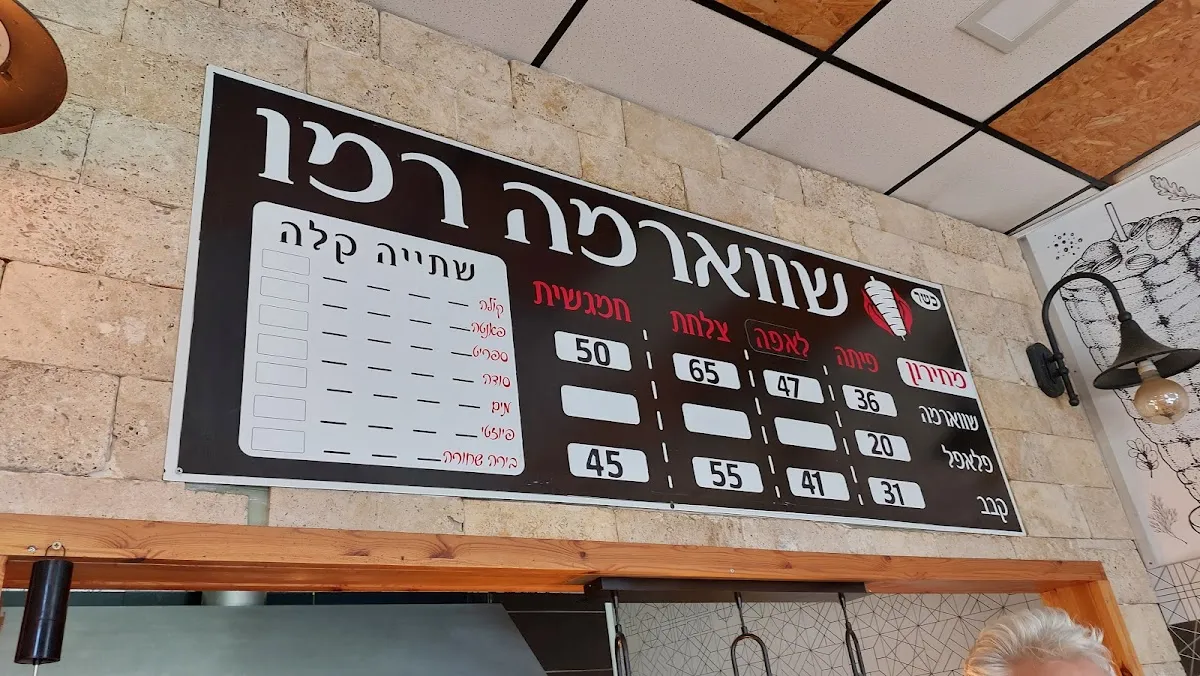 שווארמה רמו
כשר
מחירון פיתה לאפה צלחת חמגשית
שווארמה 36 47 65 50
פלאפל 20
קבב 31 41 55 45
שתייה קלה
קולה
פאנטה
ספרייט
סודה
מים
פיוזטי
בירה שחורה